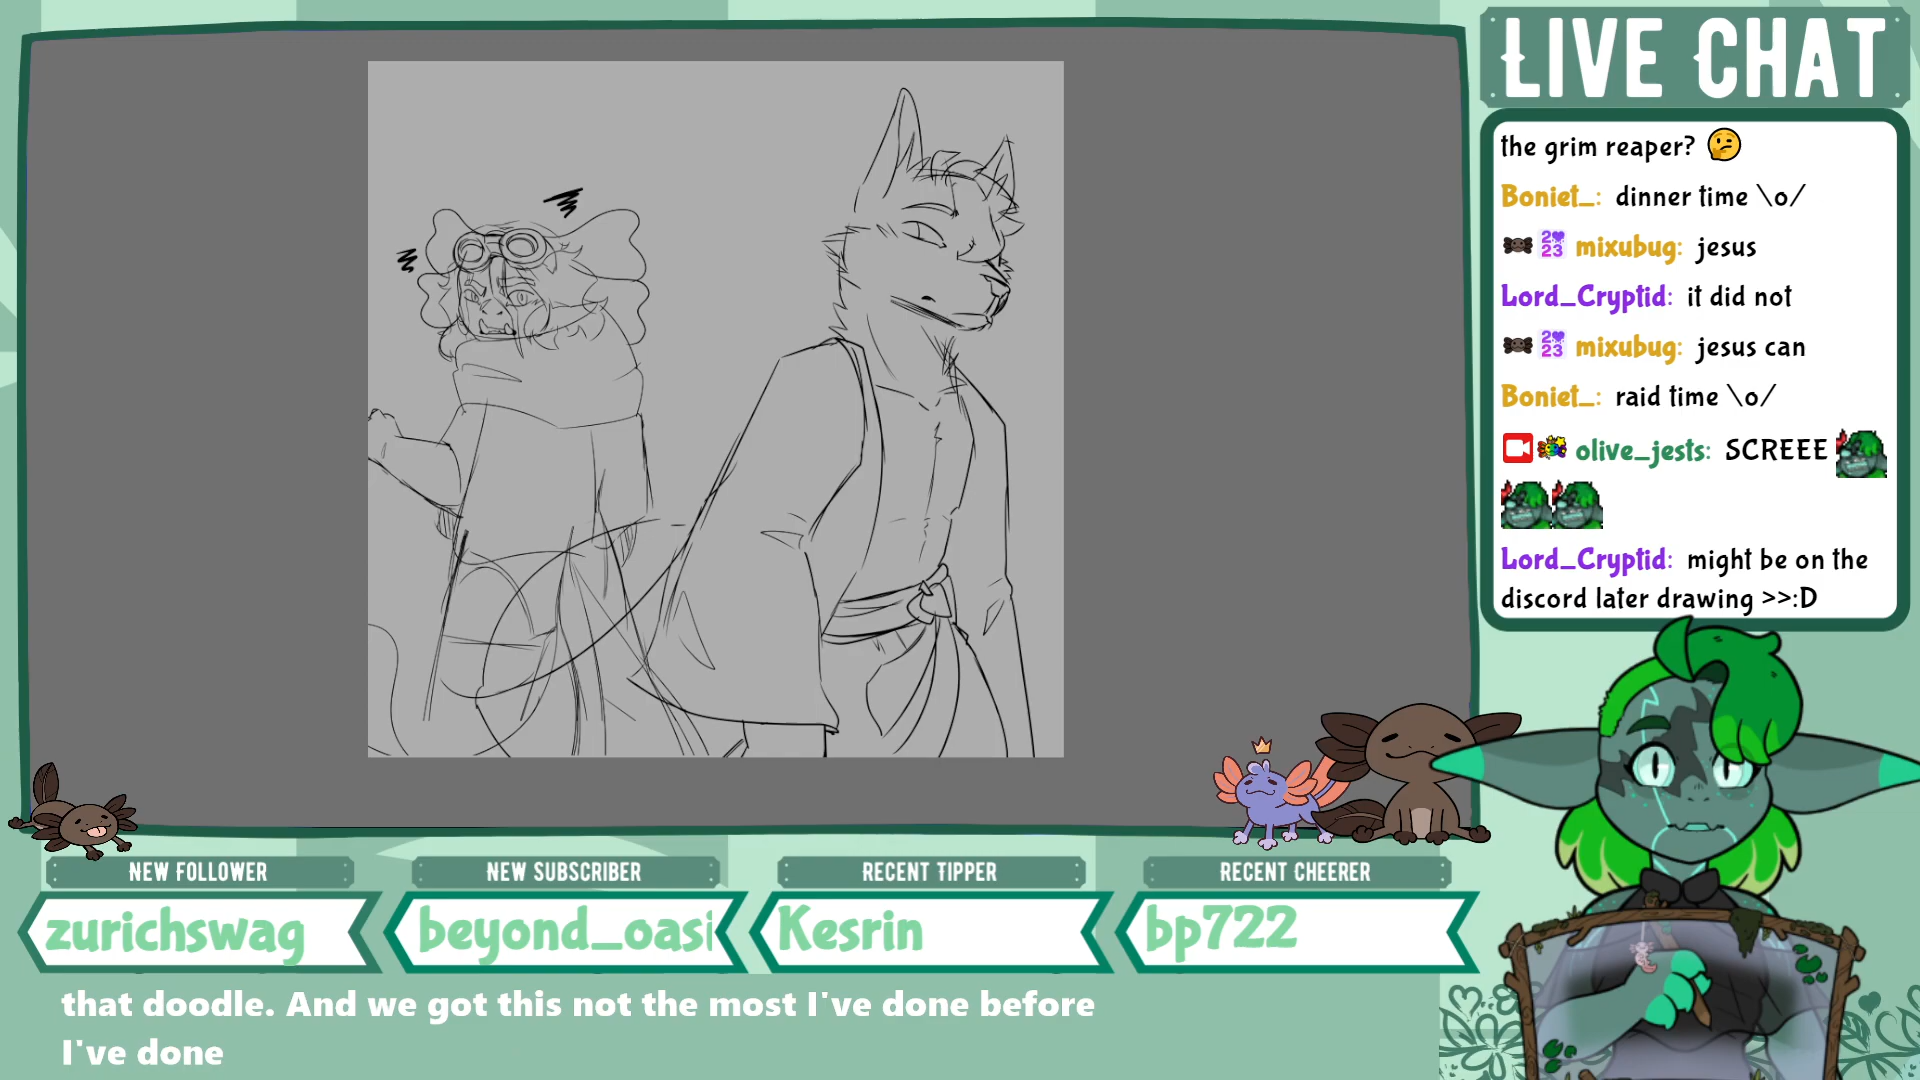 LIVE CHAT
the grim reaper? 🤔
Boniet_: dinner time \o/
mixubug: jesus
Lord_Cryptid: it did not
mixubug: jesus can
Boniet_: raid time \o/
olive_jests: SCREEE
Lord_Cryptid: might be on the
discord later drawing >>:D
NEW FOLLOWER
zurichswag
NEW SUBSCRIBER
beyond_oasi
RECENT TIPPER
Kesrin
RECENT CHEERER
bp722
that doodle. And we got this not the most I've done before
I've done